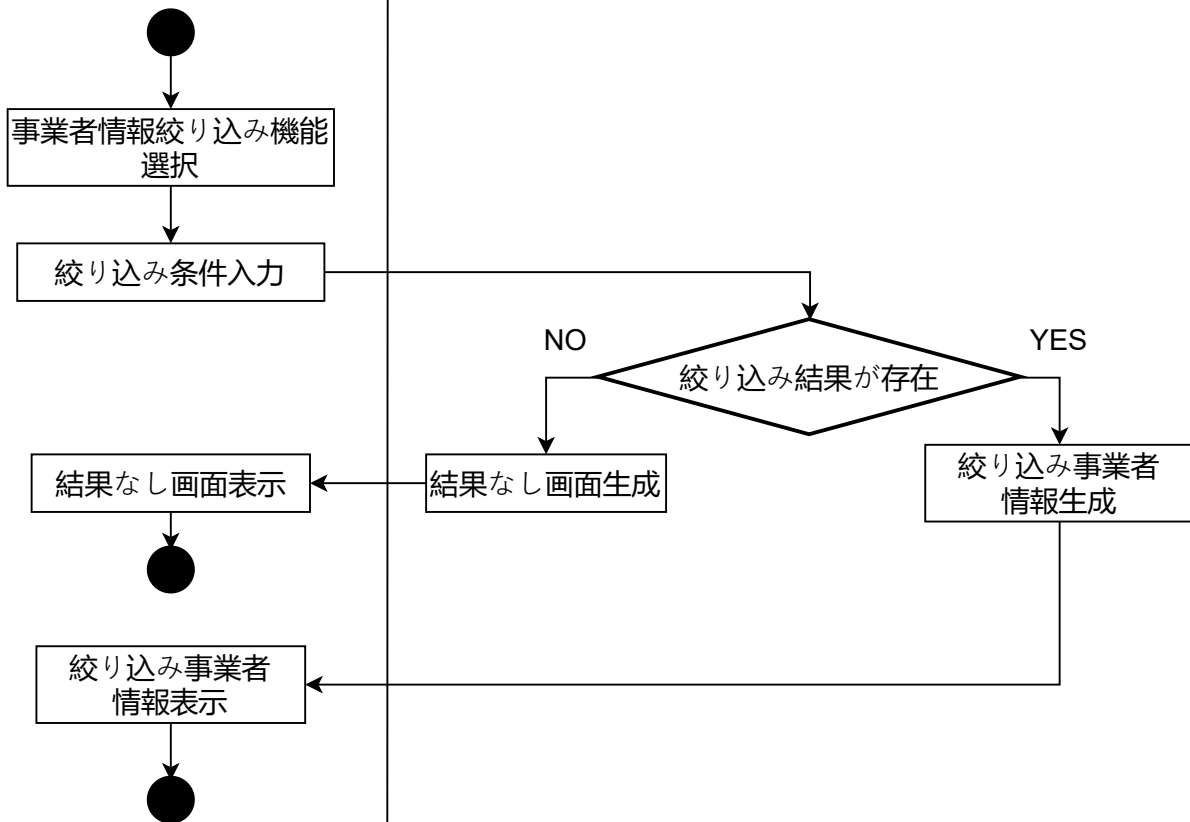 事業者情報絞り込み機能
選択
絞り込み条件入力
NO
YES
絞り込み結果が存在
結果なし画面表示
結果なし画面生成
絞り込み事業者
情報生成
絞り込み事業者
情報表示